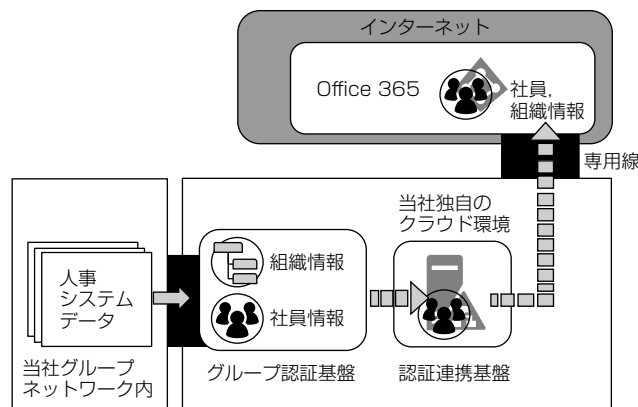 インターネット
Office 365
社員,
組織情報
専用線
当社独自の
クラウド環境
人事
システム
データ
組織情報
社員情報
当社グループ
ネットワーク内
グループ認証基盤
認証連携基盤